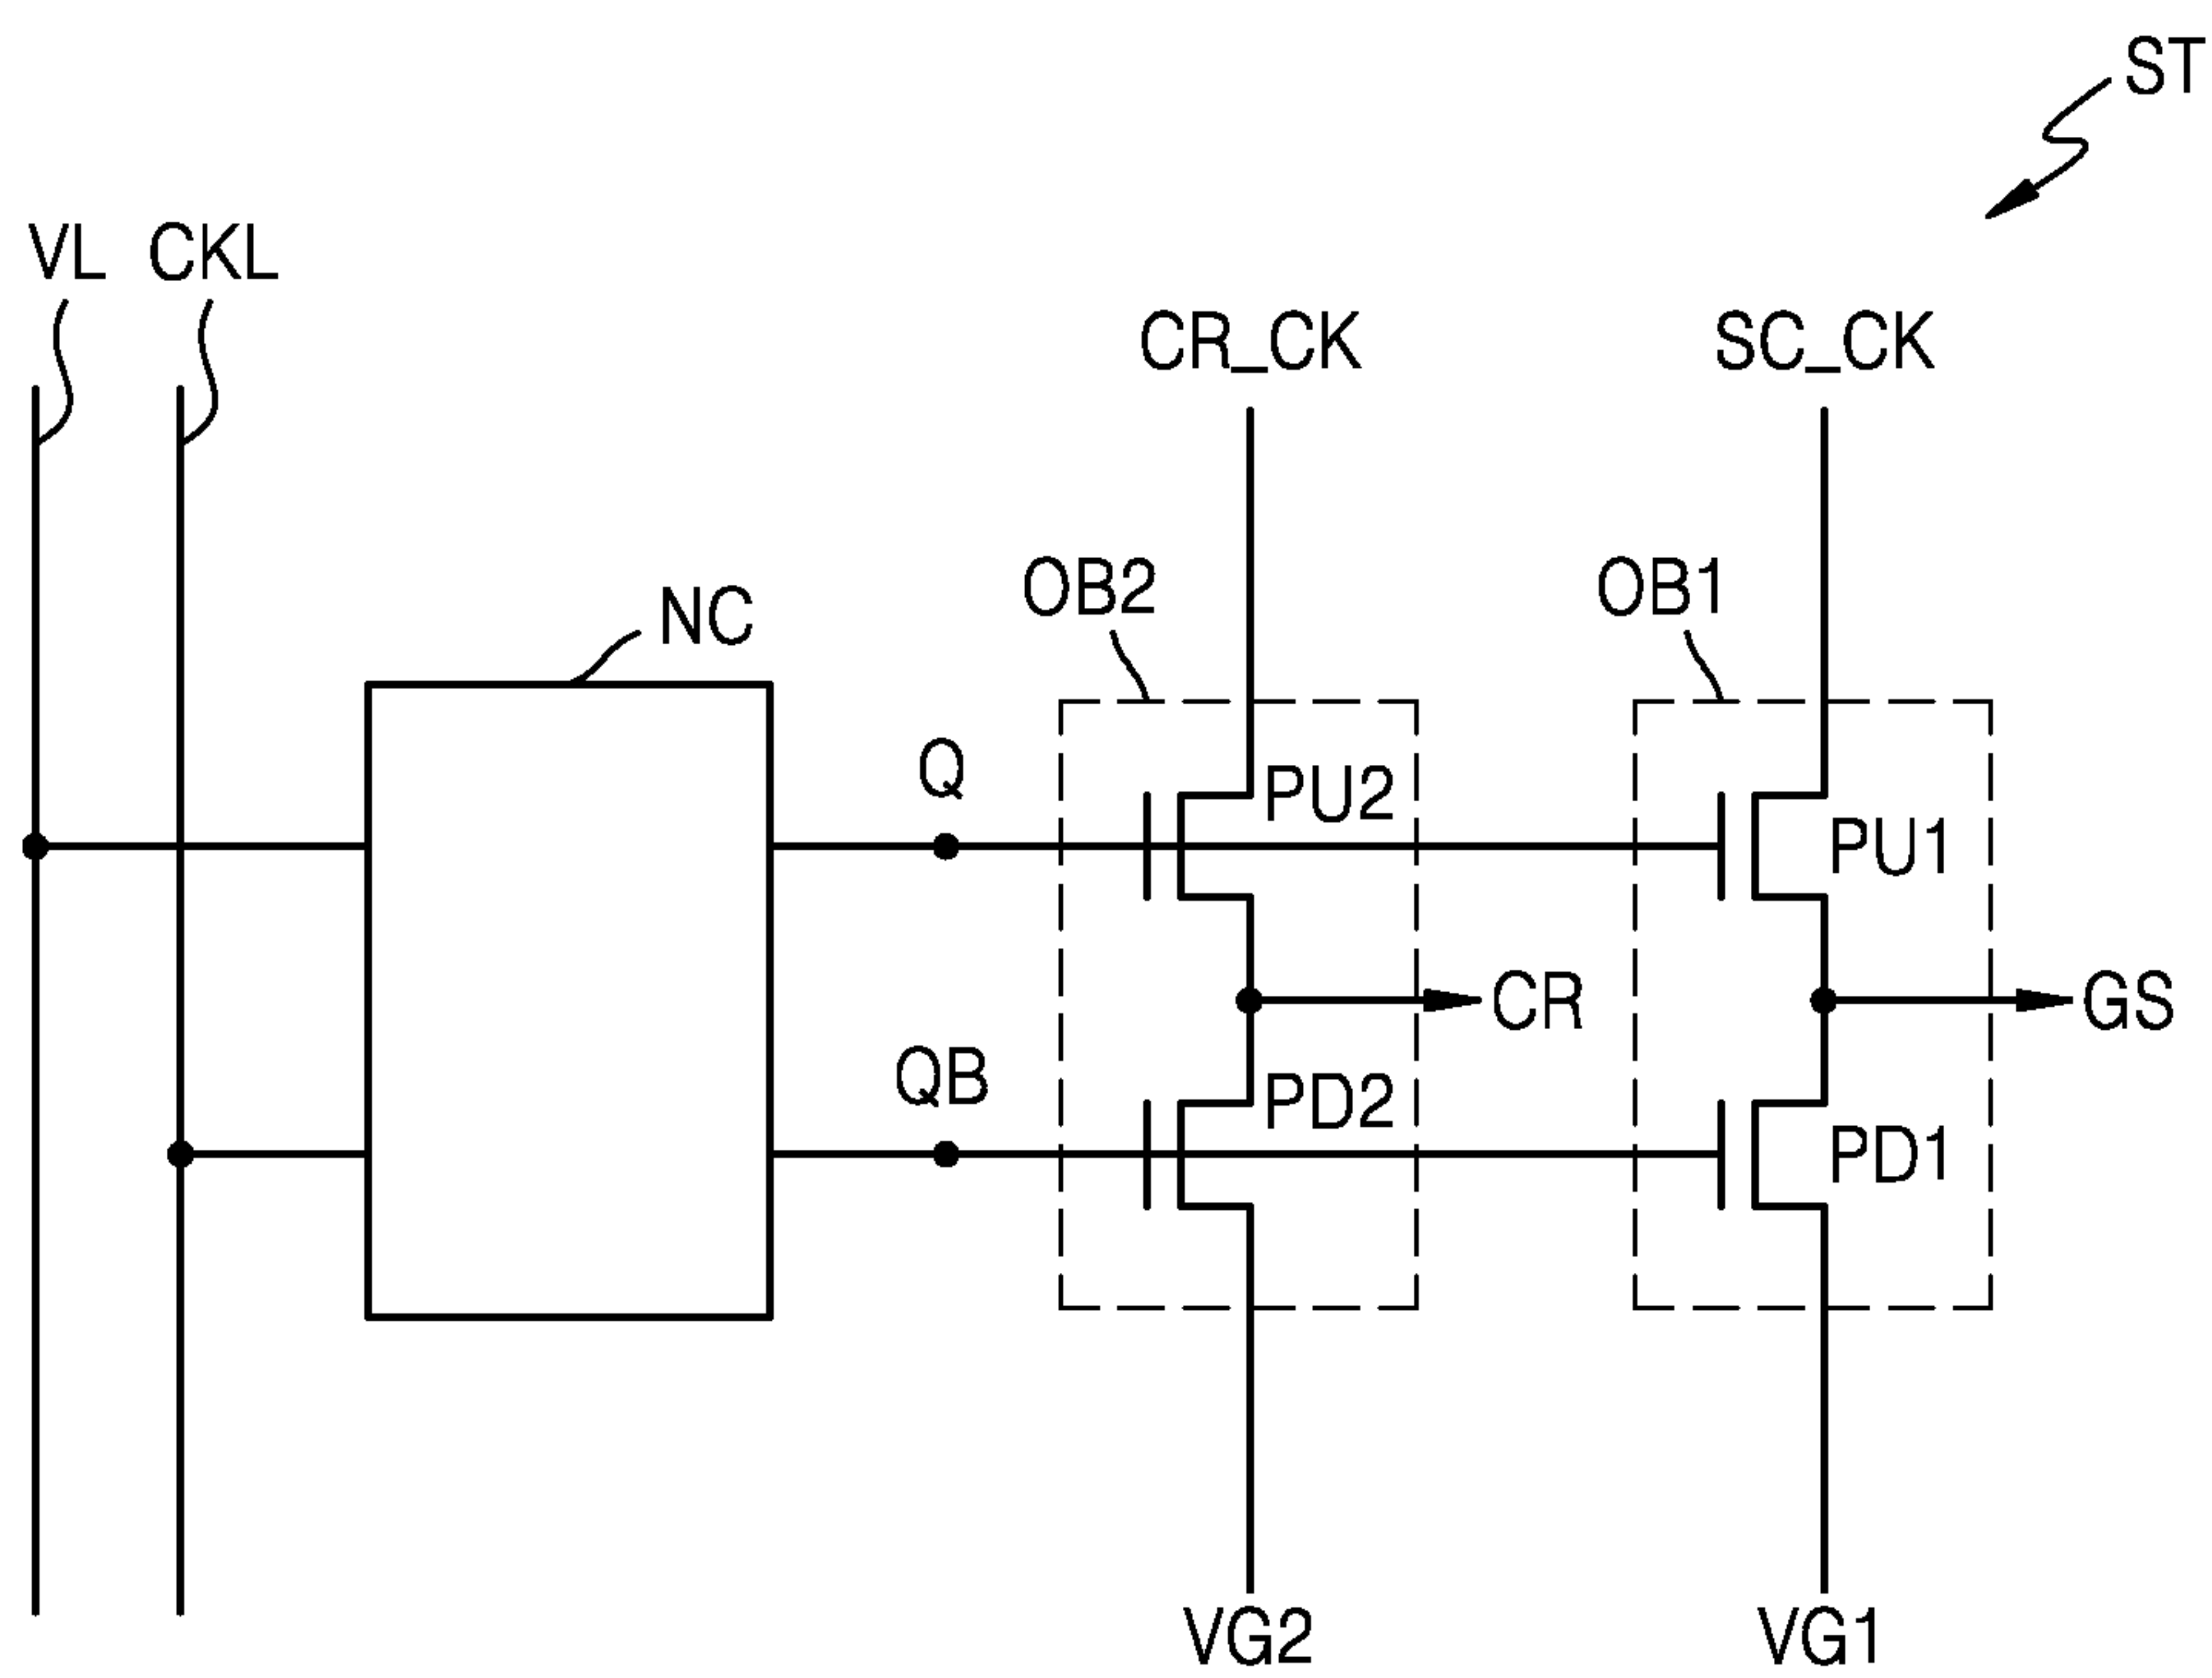 ST
VL CKL
CR_CK SC_CK
OB2 OB1
NC
Q
PU2
PU1
CR GS
QB
PD2
PD1
VG2 VG1